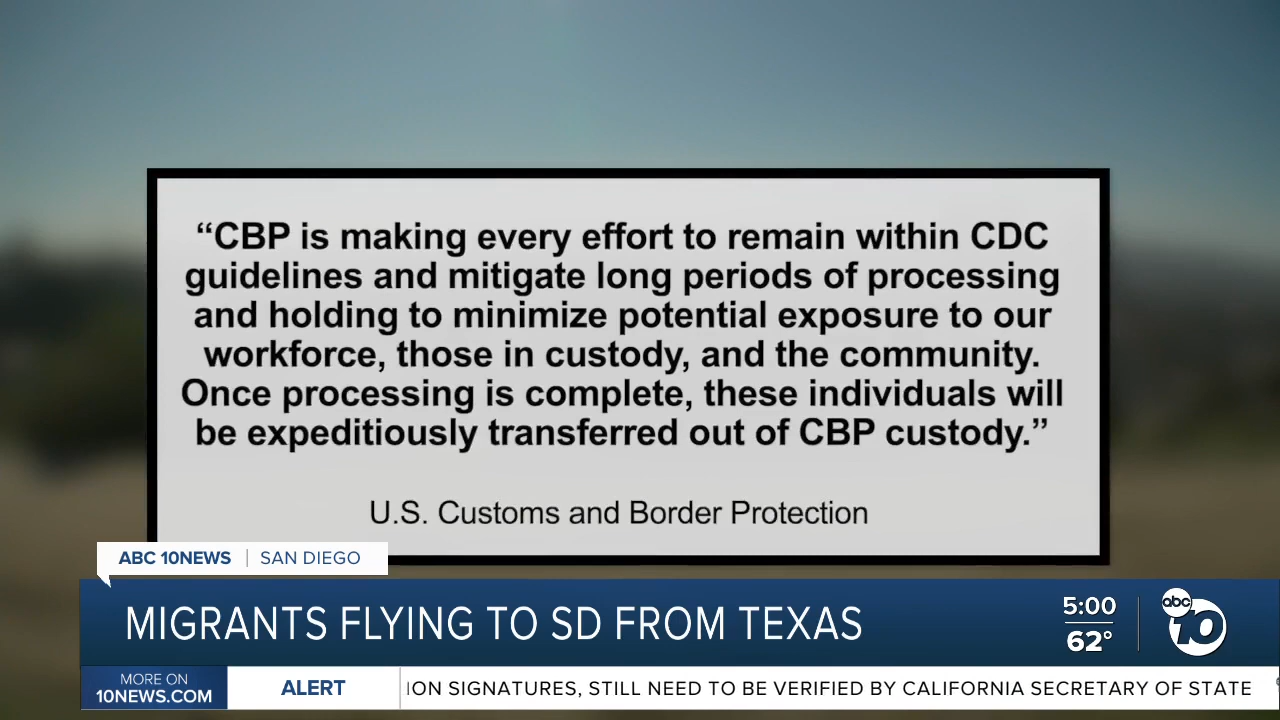 “CBP is making every effort to remain within CDC
guidelines and mitigate long periods of processing
and holding to minimize potential exposure to our
workforce, those in custody, and the community.
Once processing is complete, these individuals will
be expeditiously transferred out of CBP custody.”
U.S. Customs and Border Protection
ABC 10NEWS | SAN DIEGO
MIGRANTS FLYING TO SD FROM TEXAS
5:00
62°
abc 10
MORE ON
10NEWS.COM
ALERT
ION SIGNATURES, STILL NEED TO BE VERIFIED BY CALIFORNIA SECRETARY OF STATE